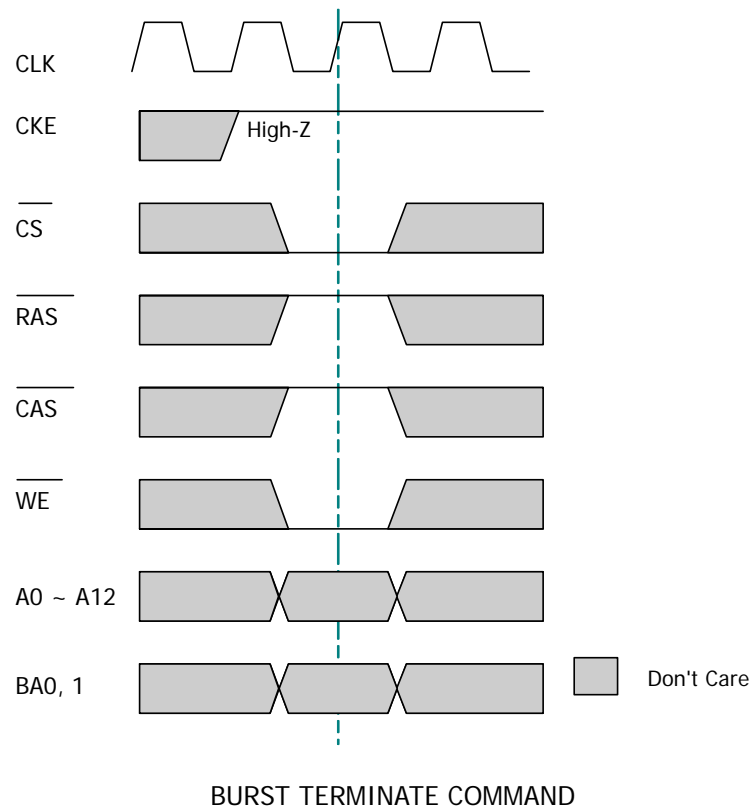 CLK
CKE
High-Z
CS
RAS
CAS
WE
A0 ~ A12
BA0, 1
Don't Care
BURST TERMINATE COMMAND